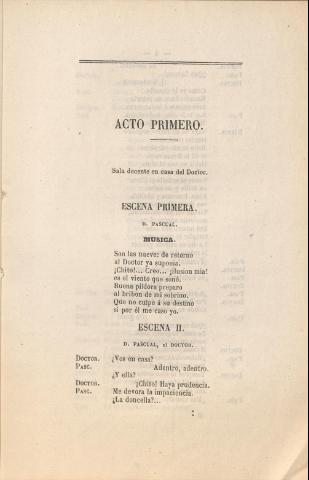 ACTO PRIMERO.
Sala decente en casa del Doctor.
ESCENA PRIMERA.
D. PASCUAL.
MUSICA.
Son las nueve: de retorno
al Doctor ya suponia.
¡Chito!... Creo... ¡ilusion mia!
es el viento que sonó.
Buena píldora preparo
al bribon de mi sobrino.
Que no culpe á su destino
si por él me caso yo.
ESCENA II.
D. PASCUAL, el DOCTOR.
DOCTOR. ¿Vos en casa?
PASC. Adentro, adentro.
¿Y ella?
DOCTOR. ¡Chito! Haya prudencia.
PASC. Me devora la impaciencia.
¿La doncella?...